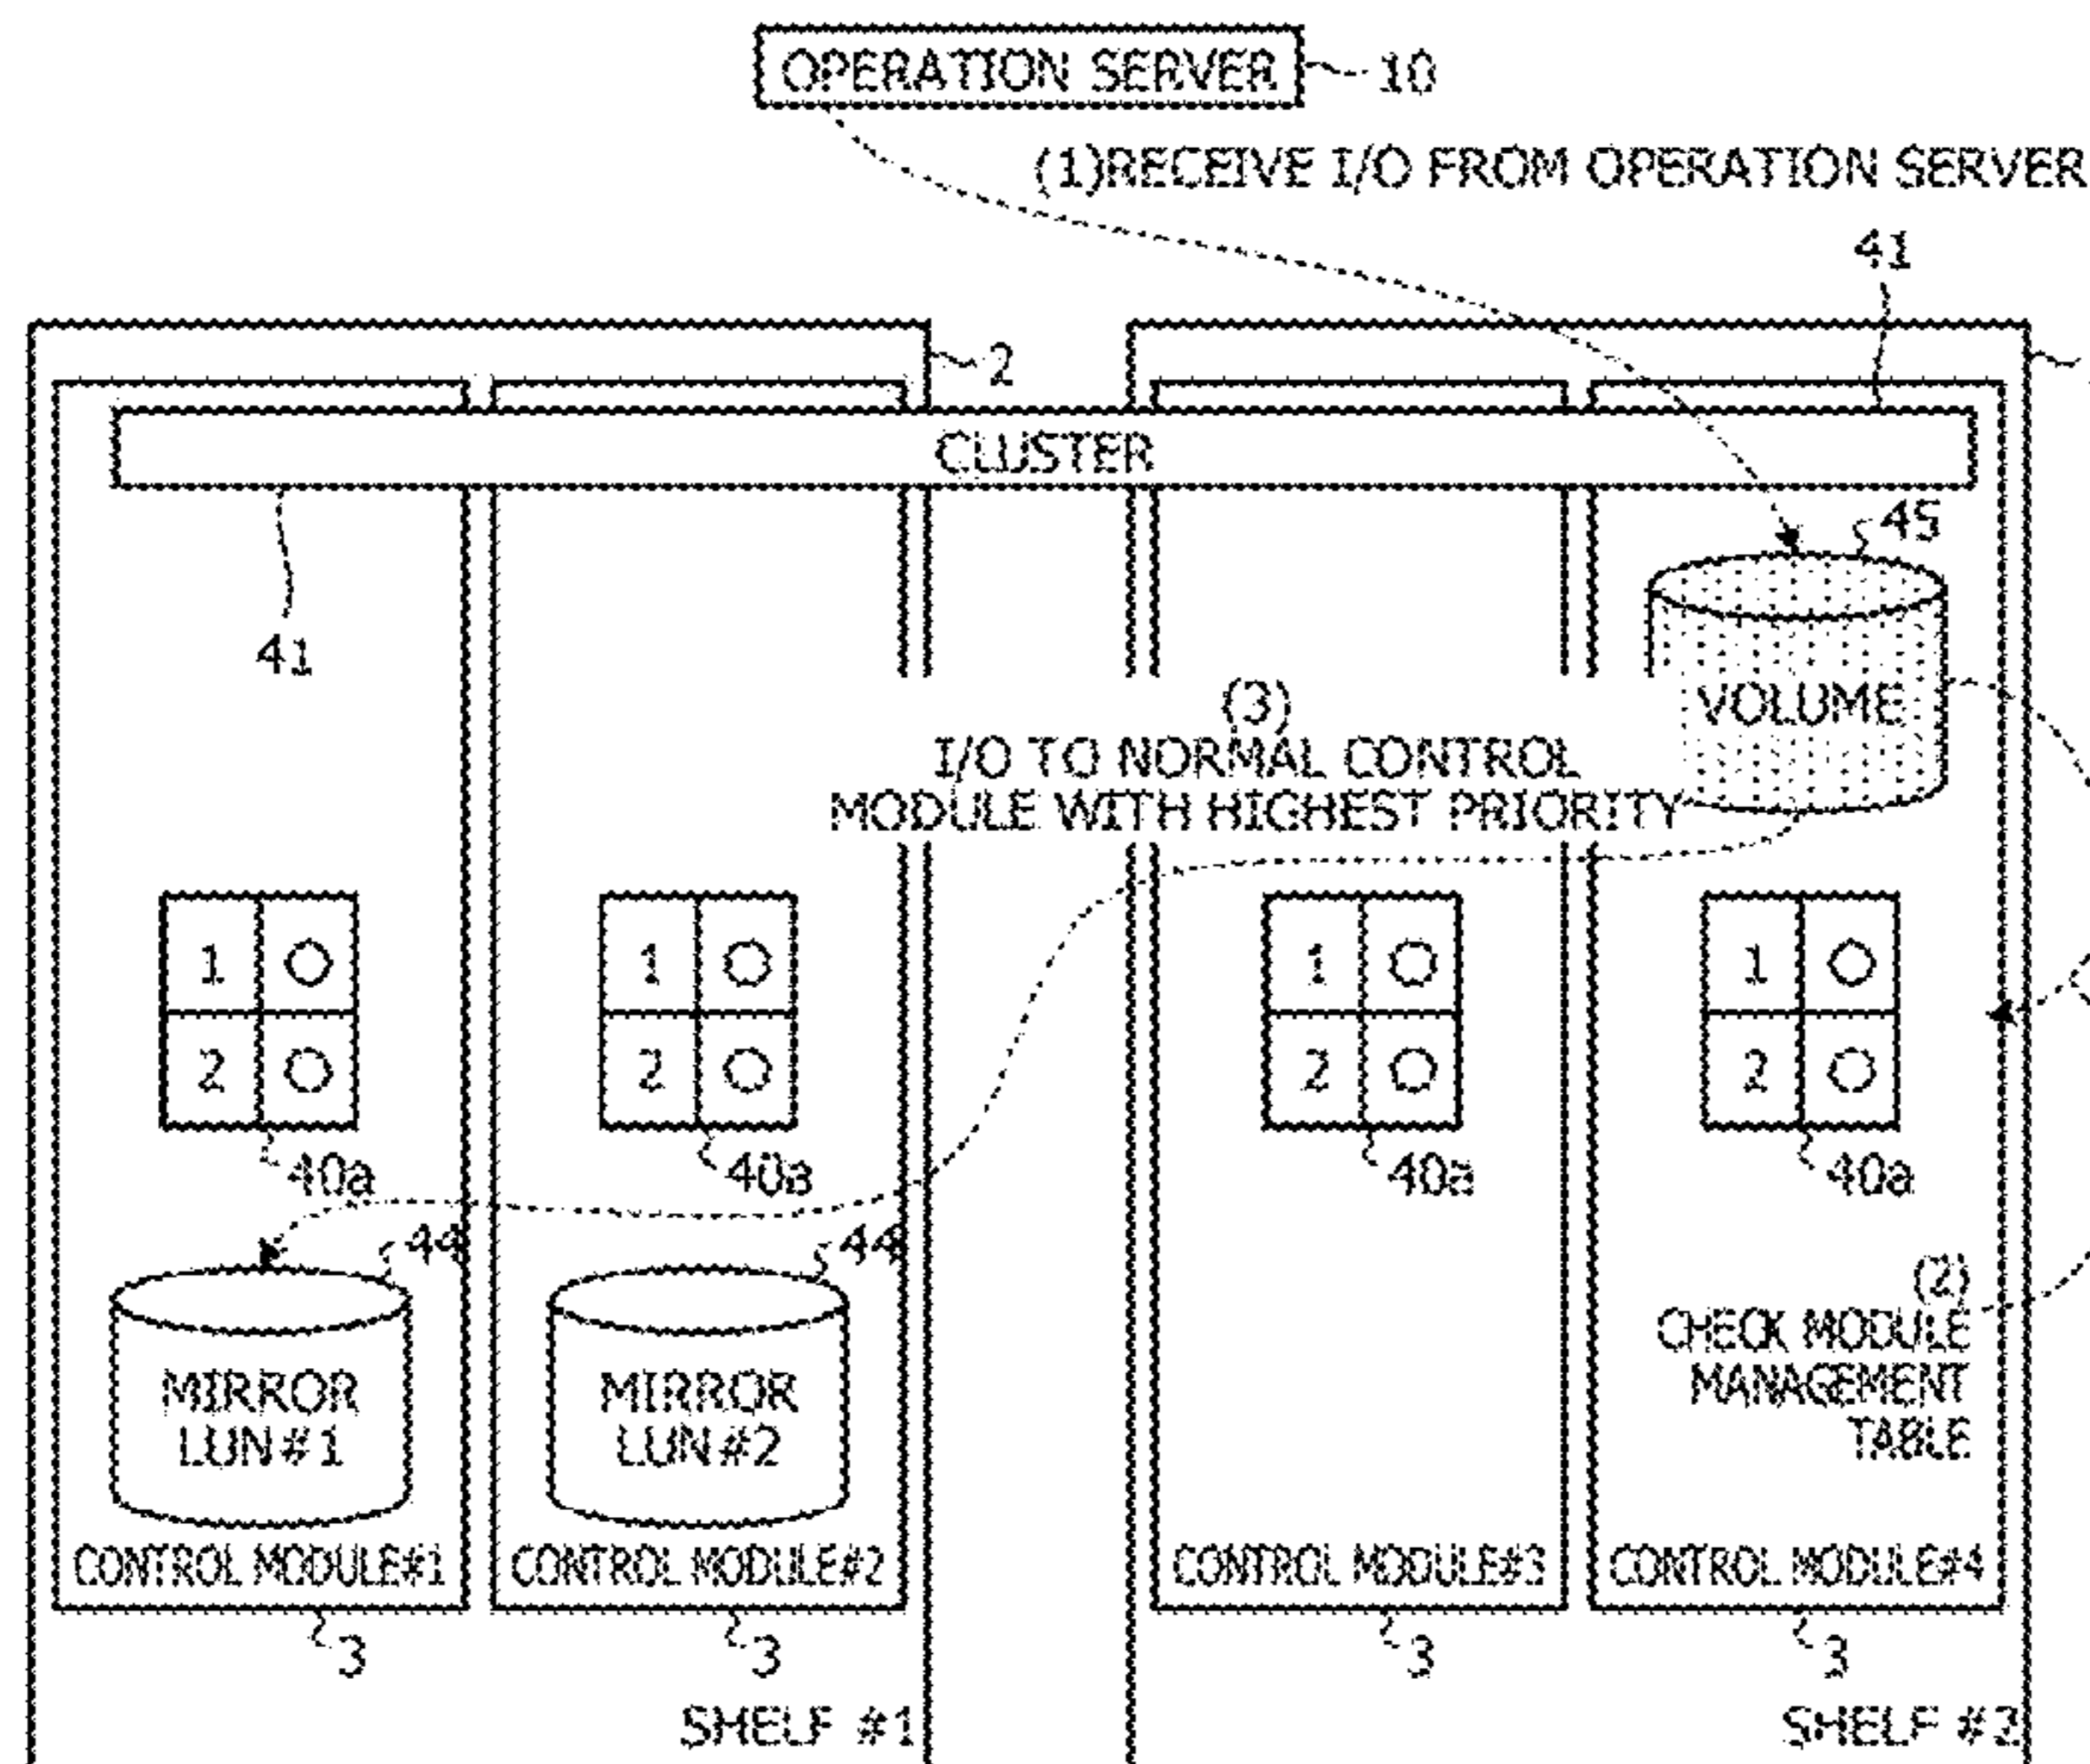 OPERATION SERVER 10
(1)RECEIVE I/O FROM OPERATION SERVER
41
2
CLUSTER
45
41
VOLUME
(3)
I/O TO NORMAL CONTROL
MODULE WITH HIGHEST PRIORITY
1 ○ 1 ○ 1 ○ 1 ○
2 ○ 2 ○ 2 ○ 2 ○
40a 40a 40a 40a
44 44
(2)
CHECK MODULE
MANAGEMENT
TABLE
MIRROR
LUN#1
MIRROR
LUN#2
CONTROL MODULE#1 CONTROL MODULE#2 CONTROL MODULE#3 CONTROL MODULE#4
3 3 3 3
SHELF #1 SHELF #2